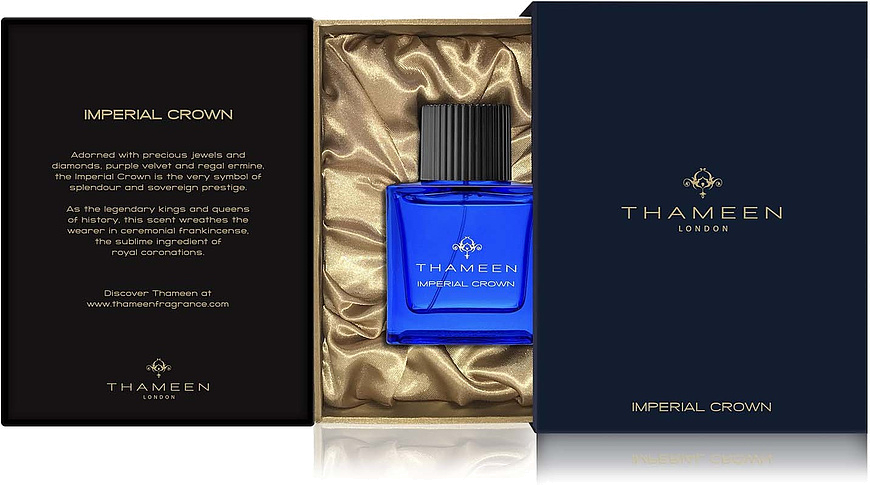 IMPERIAL CROWN
Adorned with precious jewels and
diamonds, purple velvet and regal ermine,
the Imperial Crown is the very symbol of
splendour and sovereign prestige.
As the legendary kings and queens
of history, this scent wreathes the
wearer in ceremonial frankincense,
the sublime ingredient of
royal coronations.
Discover Thameen at
www.thameenfragrance.com
THAMEEN
LONDON
THAMEEN
IMPERIAL CROWN
THAMEEN
LONDON
IMPERIAL CROWN